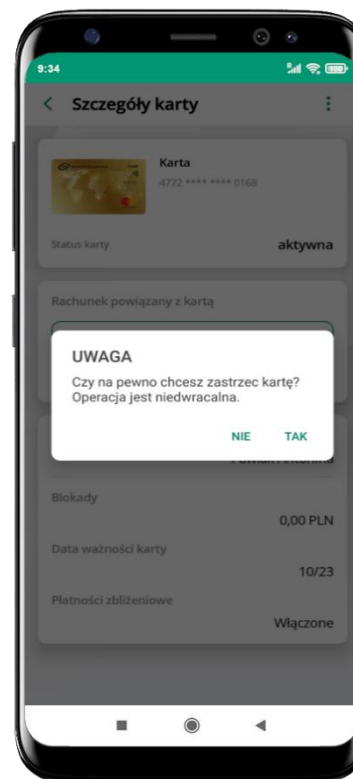 9:34
Szczegóły karty
Karta
4772 **** **** 0168
Status karty
aktywna
Rachunek powiązany z kartą
UWAGA
Czy na pewno chcesz zastrzec kartę?
Operacja jest niedwracalna.
NIE TAK
Blokady
0,00 PLN
Data ważności karty
10/23
Płatności zbliżeniowe
Włączone